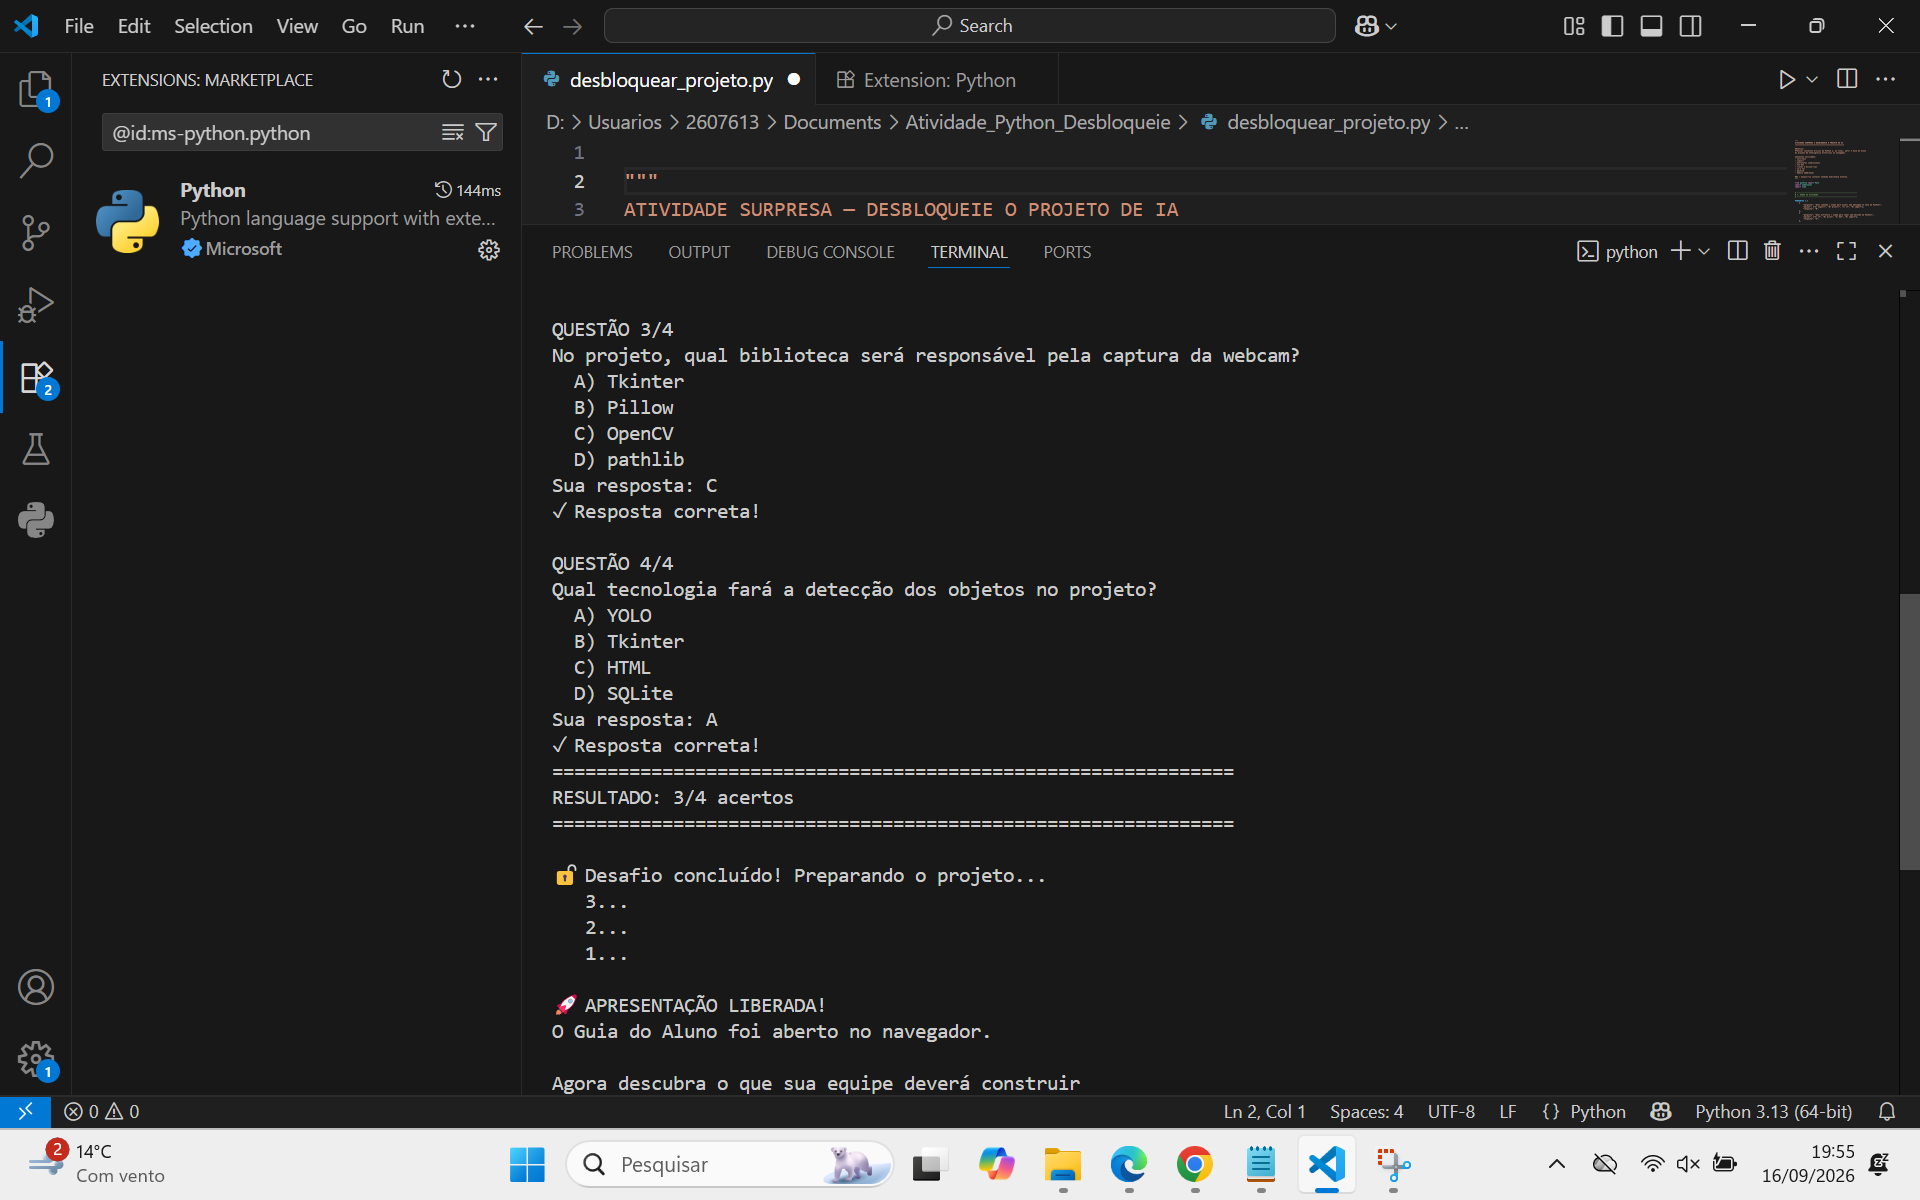 File Edit Selection View Go Run ···
Search
EXTENSIONS: MARKETPLACE
@id:ms-python.python
Python
144ms
Python language support with exte...
Microsoft
desbloquear_projeto.py
Extension: Python
D: > Usuarios > 2607613 > Documents > Atividade_Python_Desbloqueie > desbloquear_projeto.py > ...
1
2 """
3 ATIVIDADE SURPRESA — DESBLOQUEIE O PROJETO DE IA
PROBLEMS OUTPUT DEBUG CONSOLE TERMINAL PORTS
python
QUESTÃO 3/4
No projeto, qual biblioteca será responsável pela captura da webcam?
A) Tkinter
B) Pillow
C) OpenCV
D) pathlib
Sua resposta: C
✓ Resposta correta!
QUESTÃO 4/4
Qual tecnologia fará a detecção dos objetos no projeto?
A) YOLO
B) Tkinter
C) HTML
D) SQLite
Sua resposta: A
✓ Resposta correta!
==============================================================
RESULTADO: 3/4 acertos
==============================================================
🔓 Desafio concluído! Preparando o projeto...
3...
2...
1...
🚀 APRESENTAÇÃO LIBERADA!
O Guia do Aluno foi aberto no navegador.
Agora descubra o que sua equipe deverá construir
1
2
1
0 0
Ln 2, Col 1 Spaces: 4 UTF-8 LF {} Python Python 3.13 (64-bit)
2
14°C
Com vento
Pesquisar
19:55
16/09/2026